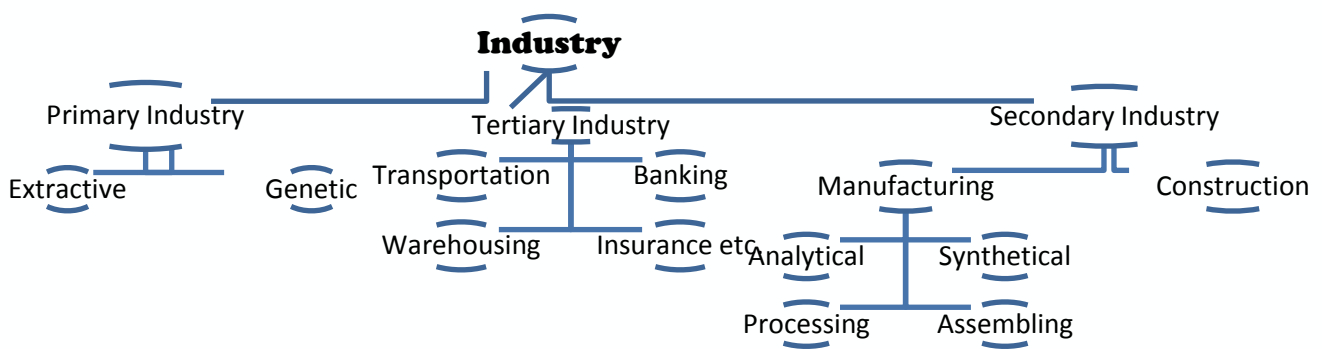 Industry
Primary Industry
Tertiary Industry
Secondary Industry
Extractive
Genetic
Transportation
Banking
Manufacturing
Construction
Warehousing
Insurance etc.
Analytical
Synthetical
Processing
Assembling